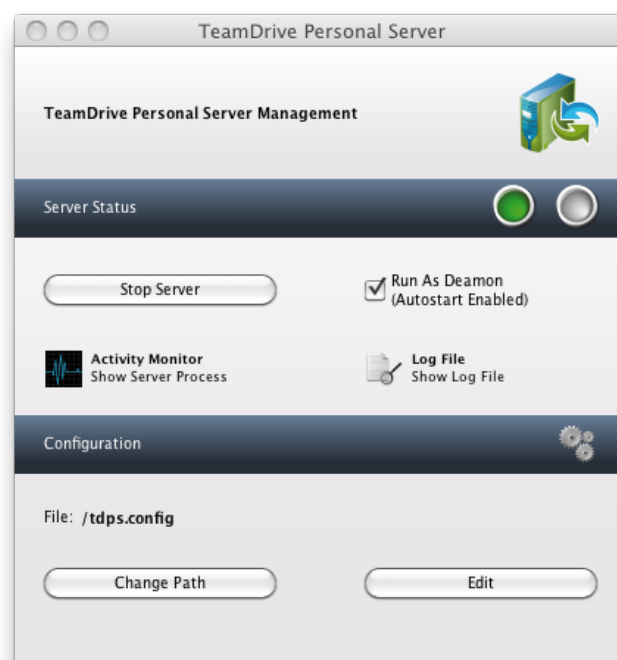 TeamDrive Personal Server
TeamDrive Personal Server Management
Server Status
Stop Server
Run As Deamon
(Autostart Enabled)
Activity Monitor
Show Server Process
Log File
Show Log File
Configuration
File: /tdps.config
Change Path
Edit